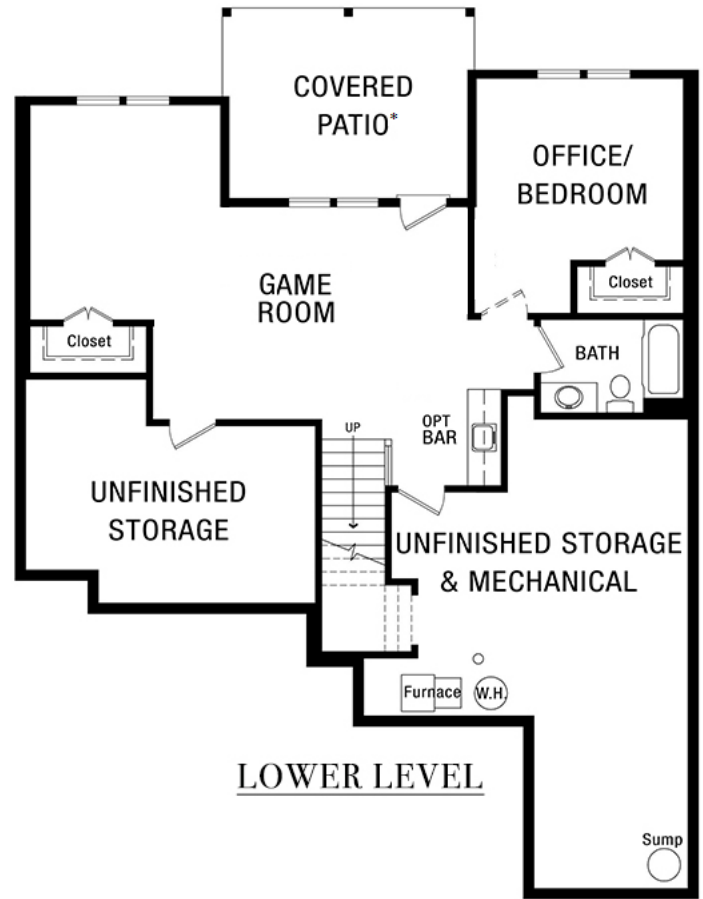 COVERED
PATIO*
OFFICE/
BEDROOM
Closet
GAME
ROOM
Closet
BATH
UP
OPT
BAR
UNFINISHED
STORAGE
UNFINISHED STORAGE
& MECHANICAL
Furnace
W.H.
LOWER LEVEL
Sump